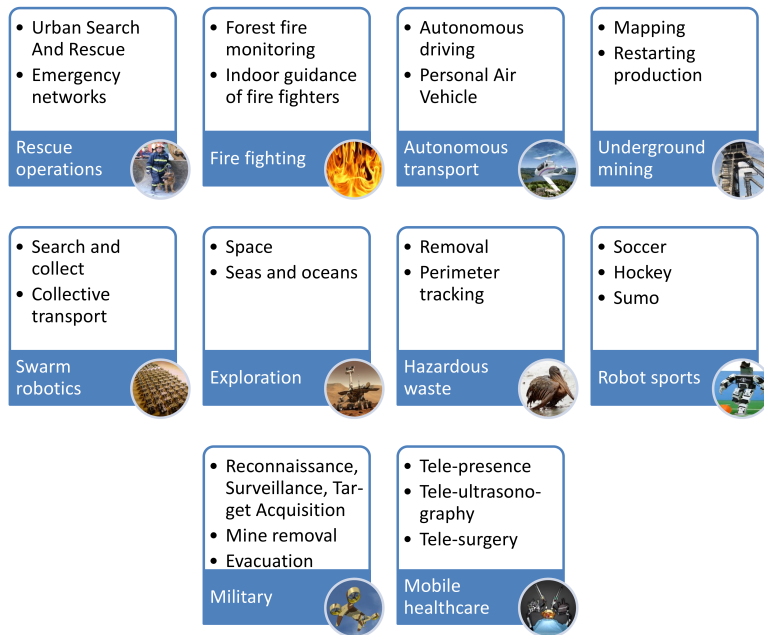 • Urban Search
And Rescue
• Emergency
networks
Rescue
operations
• Forest fire
monitoring
• Indoor guidance
of fire fighters
Fire fighting
• Autonomous
driving
• Personal Air
Vehicle
Autonomous
transport
• Mapping
• Restarting
production
Underground
mining
• Search and
collect
• Collective
transport
Swarm
robotics
• Space
• Seas and oceans
Exploration
• Removal
• Perimeter
tracking
Hazardous
waste
• Soccer
• Hockey
• Sumo
Robot sports
• Reconnaissance,
Surveillance, Tar-
get Acquisition
• Mine removal
• Evacuation
Military
• Tele-presence
• Tele-ultrasono-
graphy
• Tele-surgery
Mobile
healthcare